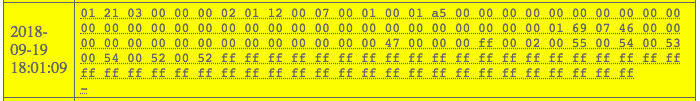 2018-
09-19
18:01:09
01 21 03 00 00 00 02 01 12 00 07 00 01 00 01 a5 00 00 00 00 00 00 00 00 00 00
00 00 00 00 00 00 00 00 00 00 00 00 00 00 00 00 00 00 00 00 01 69 07 46 00 00
00 00 00 00 00 00 00 00 00 00 00 00 00 47 00 00 00 ff 00 02 00 55 00 54 00 53
00 54 00 52 00 52 ff ff ff ff ff ff ff ff ff ff ff ff ff ff ff ff ff ff ff ff
ff ff ff ff ff ff ff ff ff ff ff ff ff ff ff ff ff ff ff ff ff ff ff ff
_